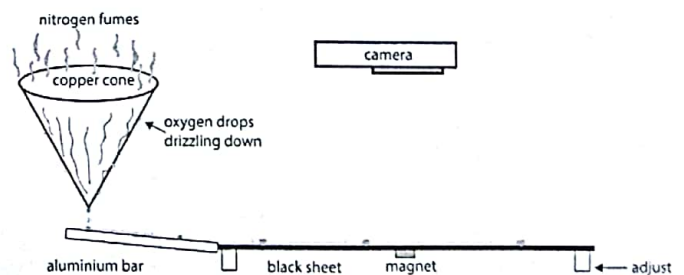 nitrogen fumes
camera
copper cone
oxygen drops
drizzling down
aluminium bar
black sheet
magnet
adjust